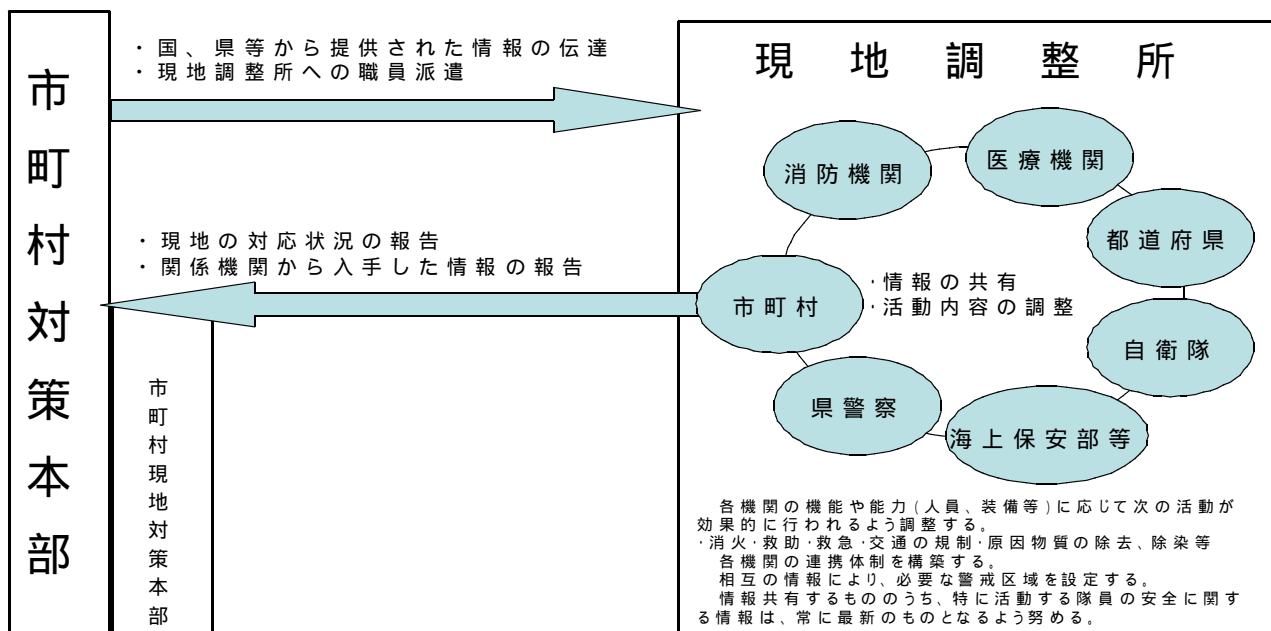 市町村対策本部
・国、県等から提供された情報の伝達
・現地調整所への職員派遣
・現地の対応状況の報告
・関係機関から入手した情報の報告
市町村現地対策本部
現地調整所
消防機関
医療機関
都道府県
自衛隊
海上保安部等
県警察
市町村
・情報の共有
・活動内容の調整
各機関の機能や能力(人員、装備等)に応じて次の活動が
効果的に行われるよう調整する。
・消火・救助・救急・交通の規制・原因物質の除去、除染等
各機関の連携体制を構築する。
相互の情報により、必要な警戒区域を設定する。
情報共有するもののうち、特に活動する隊員の安全に関す
る情報は、常に最新のものとなるよう努める。